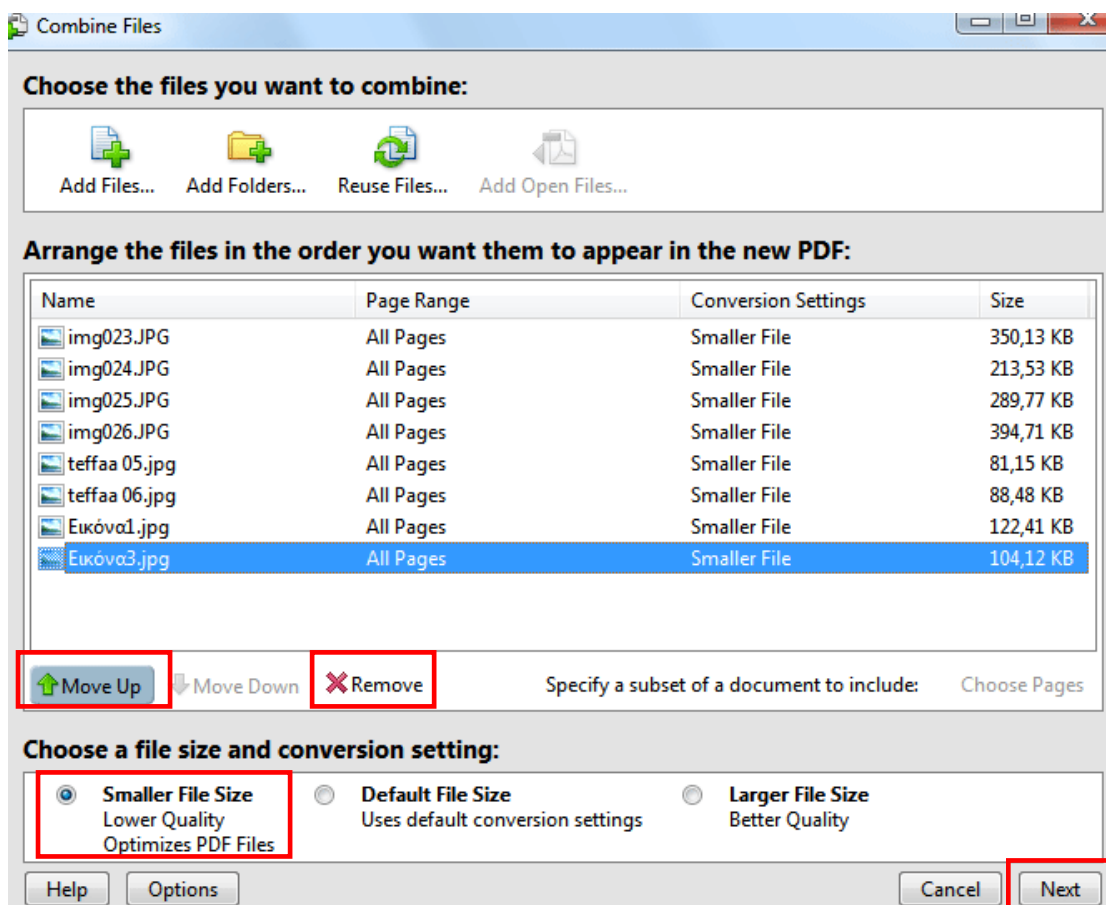 Combine Files
Choose the files you want to combine:
Add Files... Add Folders... Reuse Files... Add Open Files...
Arrange the files in the order you want them to appear in the new PDF:
Name Page Range Conversion Settings Size
img023.JPG All Pages Smaller File 350,13 KB
img024.JPG All Pages Smaller File 213,53 KB
img025.JPG All Pages Smaller File 289,77 KB
img026.JPG All Pages Smaller File 394,71 KB
teffaa 05.jpg All Pages Smaller File 81,15 KB
teffaa 06.jpg All Pages Smaller File 88,48 KB
Εικόνα1.jpg All Pages Smaller File 122,41 KB
Εικόνα3.jpg All Pages Smaller File 104,12 KB
Move Up Move Down Remove Specify a subset of a document to include: Choose Pages
Choose a file size and conversion setting:
Smaller File Size Default File Size Larger File Size
Lower Quality Uses default conversion settings Better Quality
Optimizes PDF Files
Help Options Cancel Next